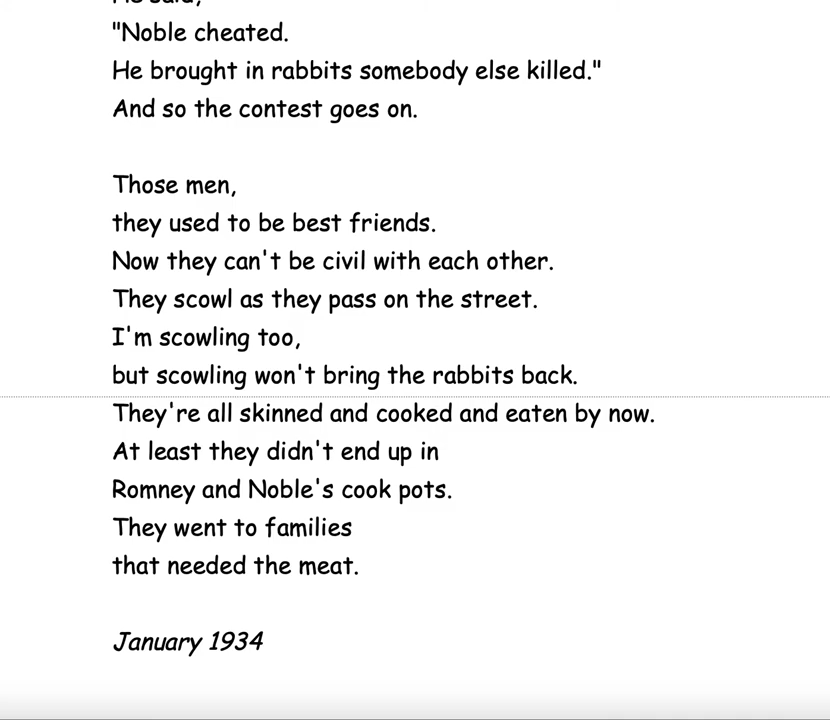 He said,
"Noble cheated.
He brought in rabbits somebody else killed."
And so the contest goes on.
Those men,
they used to be best friends.
Now they can't be civil with each other.
They scowl as they pass on the street.
I'm scowling too,
but scowling won't bring the rabbits back.
They're all skinned and cooked and eaten by now.
At least they didn't end up in
Romney and Noble's cook pots.
They went to families
that needed the meat.
January 1934